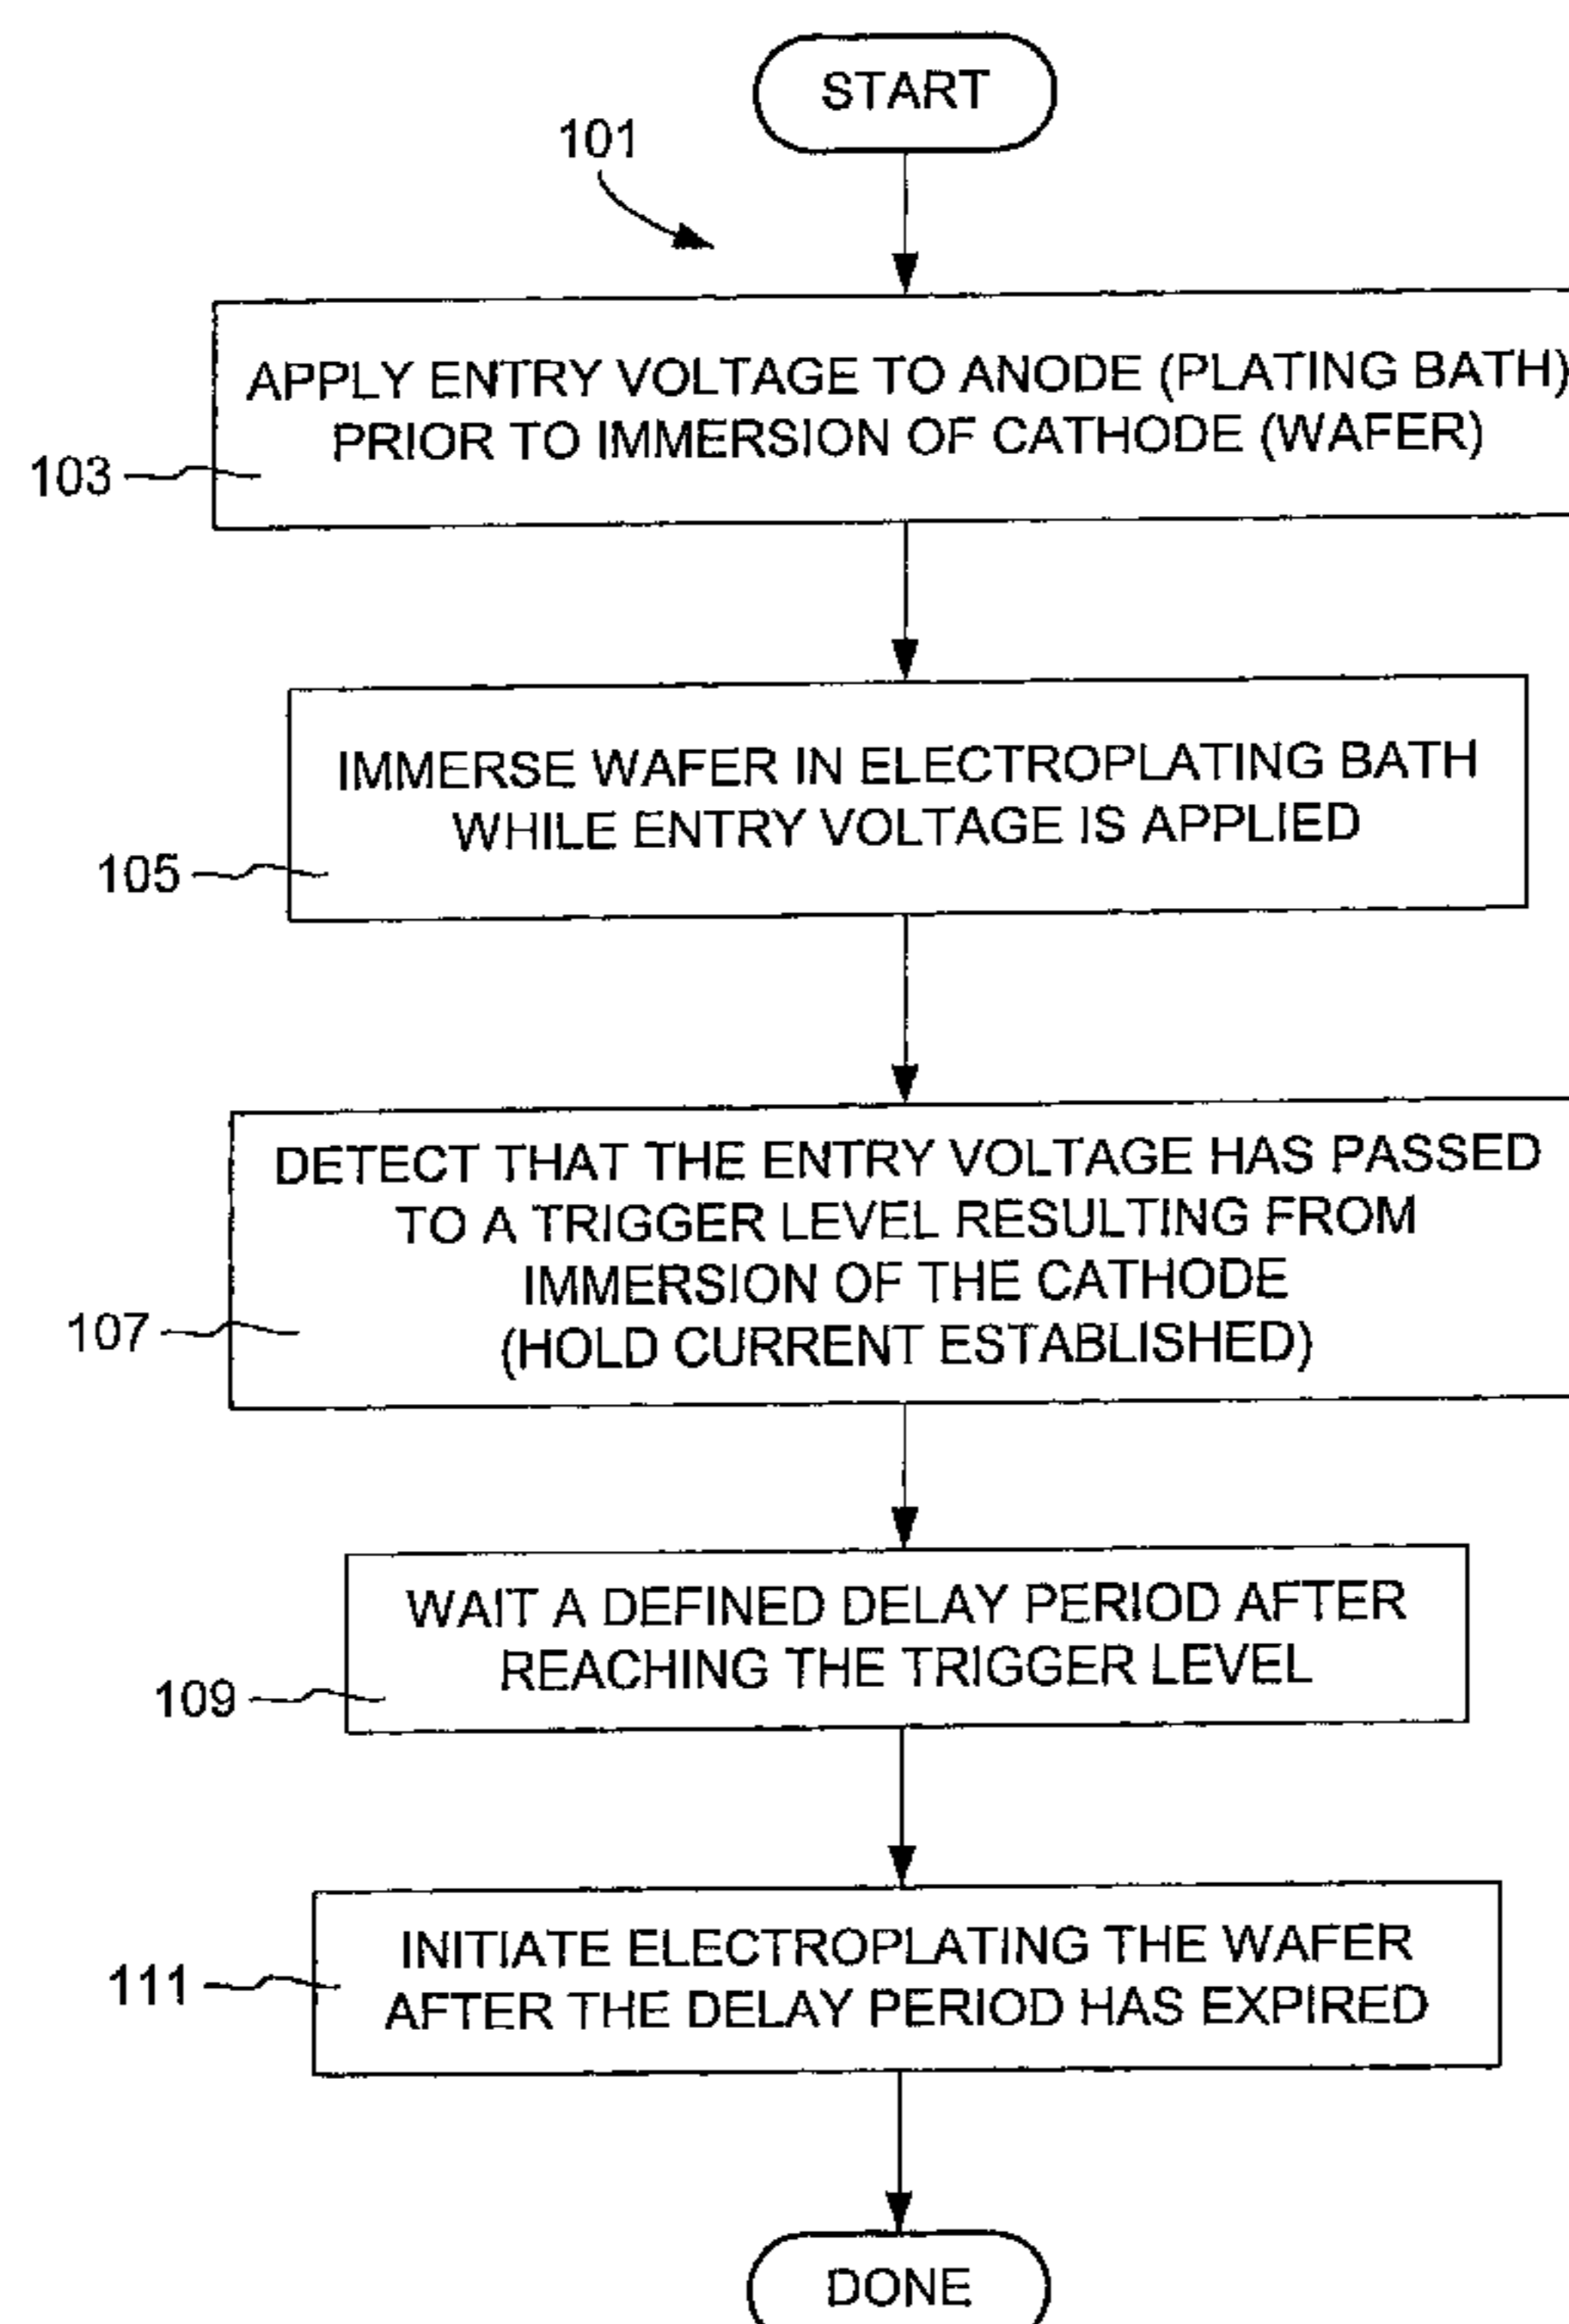 START
101
APPLY ENTRY VOLTAGE TO ANODE (PLATING BATH)
PRIOR TO IMMERSION OF CATHODE (WAFER)
103
IMMERSE WAFER IN ELECTROPLATING BATH
WHILE ENTRY VOLTAGE IS APPLIED
105
DETECT THAT THE ENTRY VOLTAGE HAS PASSED
TO A TRIGGER LEVEL RESULTING FROM
IMMERSION OF THE CATHODE
(HOLD CURRENT ESTABLISHED)
107
WAIT A DEFINED DELAY PERIOD AFTER
REACHING THE TRIGGER LEVEL
109
INITIATE ELECTROPLATING THE WAFER
AFTER THE DELAY PERIOD HAS EXPIRED
111
DONE